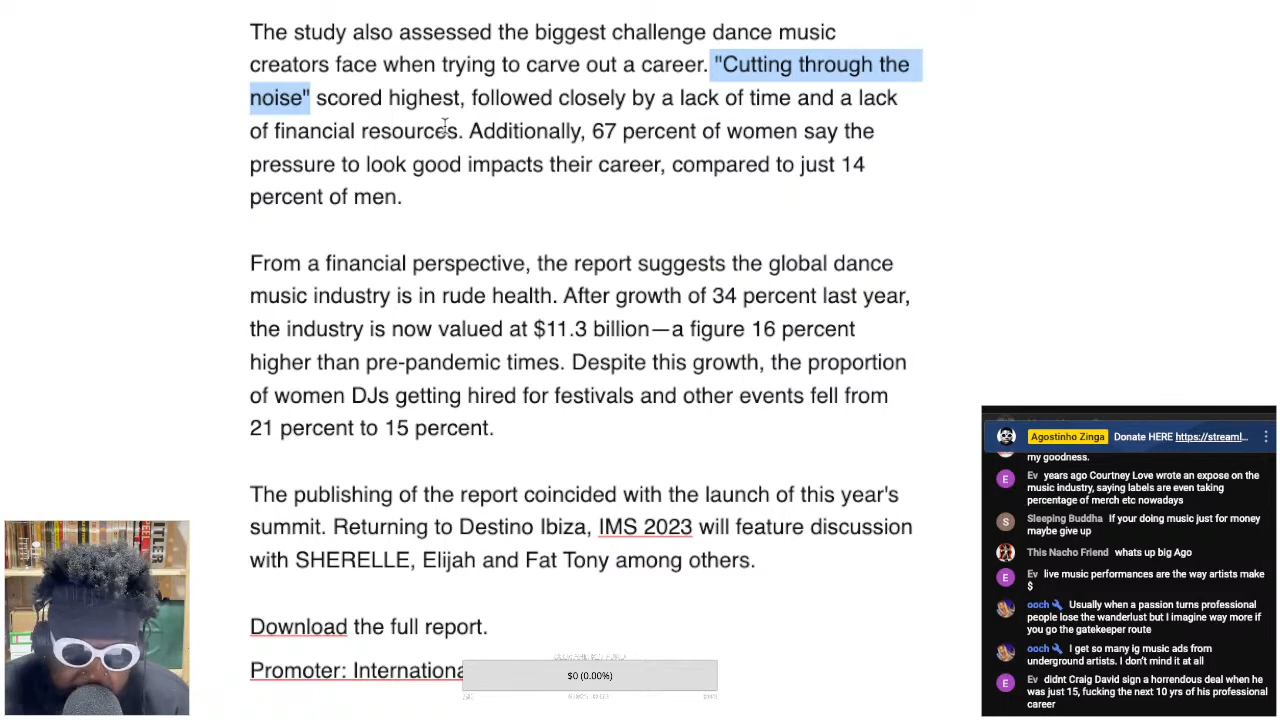 The study also assessed the biggest challenge dance music
creators face when trying to carve out a career. "Cutting through the
noise" scored highest, followed closely by a lack of time and a lack
of financial resources. Additionally, 67 percent of women say the
pressure to look good impacts their career, compared to just 14
percent of men.
From a financial perspective, the report suggests the global dance
music industry is in rude health. After growth of 34 percent last year,
the industry is now valued at $11.3 billion—a figure 16 percent
higher than pre-pandemic times. Despite this growth, the proportion
of women DJs getting hired for festivals and other events fell from
21 percent to 15 percent.
The publishing of the report coincided with the launch of this year's
summit. Returning to Destino Ibiza, IMS 2023 will feature discussion
with SHERELLE, Elijah and Fat Tony among others.
Download the full report.
Promoter: Internationa
$0 (0.00%)
Agostinho Zinga Donate HERE https://streaml...
my goodness.
E
Ev years ago Courtney Love wrote an expose on the
music industry, saying labels are even taking
percentage of merch etc nowadays
S
Sleeping Buddha If your doing music just for money
maybe give up
This Nacho Friend whats up big Ago
E
Ev live music performances are the way artists make
$
ooch Usually when a passion turns professional
people lose the wanderlust but I imagine way more if
you go the gatekeeper route
ooch I get so many ig music ads from
underground artists. I don't mind it at all
E
Ev didnt Craig David sign a horrendous deal when he
was just 15, fucking the next 10 yrs of his professional
career